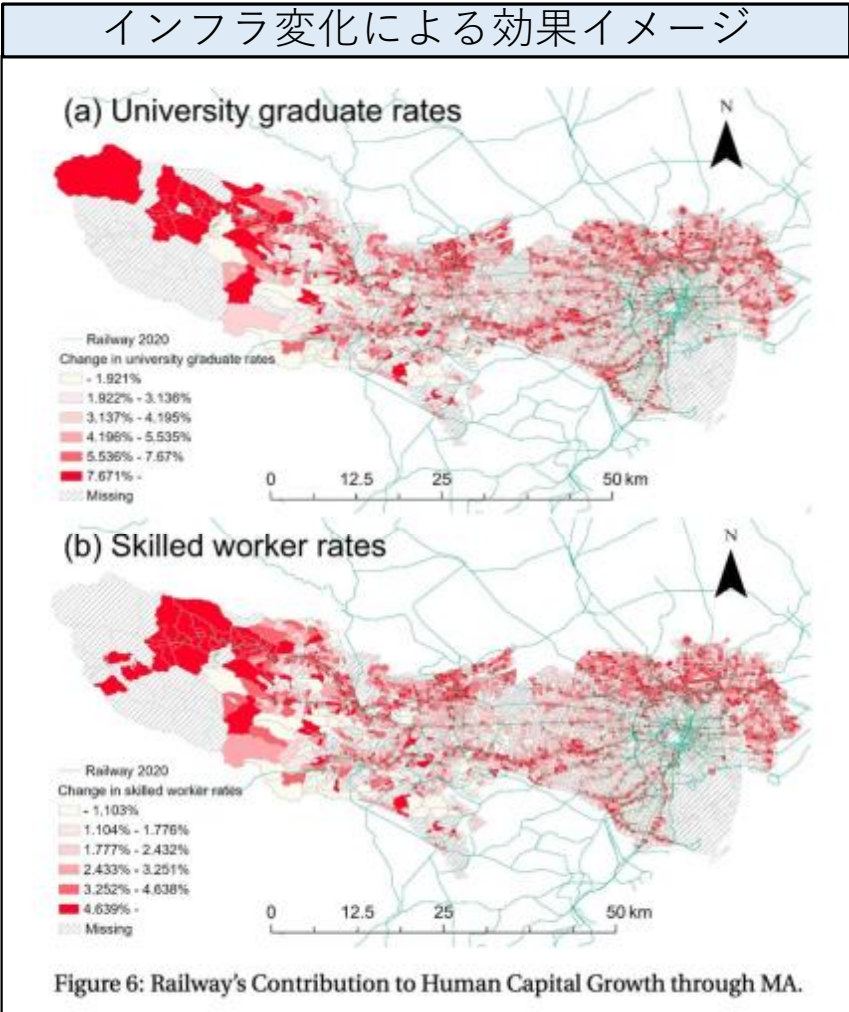 インフラ変化による効果イメージ
(a) University graduate rates
N
Railway 2020
Change in university graduate rates
- 1.921%
1.922% - 3.136%
3.137% - 4.195%
4.196% - 5.535%
5.536% - 7.67%
7.671% -
Missing
0 12.5 25 50 km
(b) Skilled worker rates
N
Railway 2020
Change in skilled worker rates
- 1.103%
1.104% - 1.776%
1.777% - 2.432%
2.433% - 3.251%
3.252% - 4.638%
4.639% -
Missing
0 12.5 25 50 km
Figure 6: Railway's Contribution to Human Capital Growth through MA.